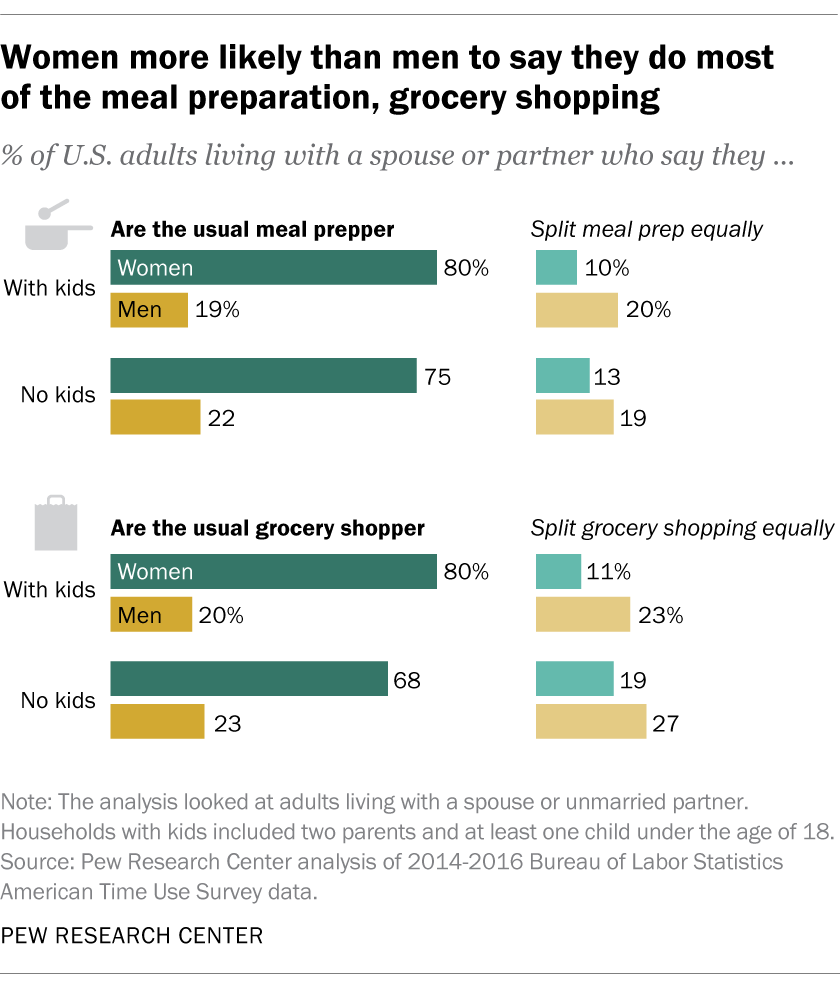 Women more likely than men to say they do most
of the meal preparation, grocery shopping
% of U.S. adults living with a spouse or partner who say they ...
Are the usual meal prepper
Split meal prep equally
With kids
Women
80%
10%
Men
19%
20%
No kids
75
13
22
19
Are the usual grocery shopper
Split grocery shopping equally
With kids
Women
80%
11%
Men
20%
23%
No kids
68
19
23
27
Note: The analysis looked at adults living with a spouse or unmarried partner.
Households with kids included two parents and at least one child under the age of 18.
Source: Pew Research Center analysis of 2014-2016 Bureau of Labor Statistics
American Time Use Survey data.
PEW RESEARCH CENTER